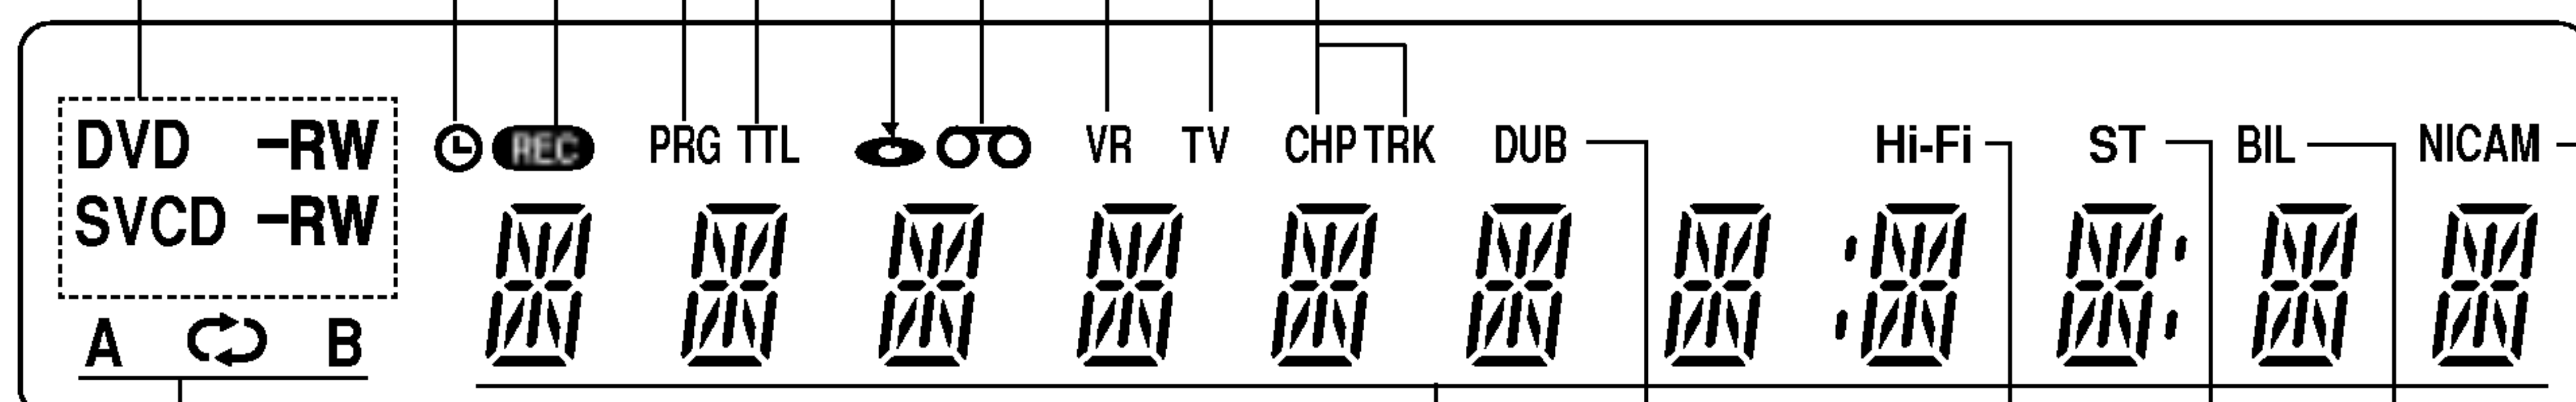 DVD -RW REC PRG TTL VR TV CHP TRK DUB Hi-Fi ST BIL NICAM
SVCD -RW
A B